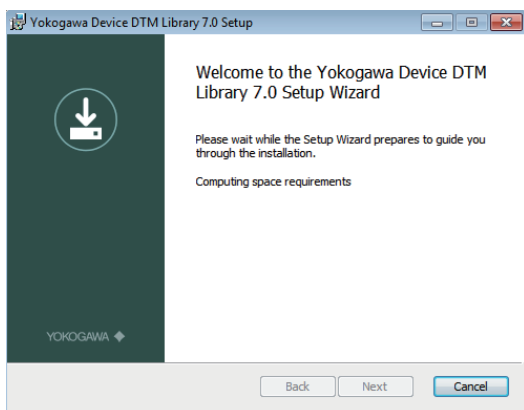 Yokogawa Device DTM Library 7.0 Setup
Welcome to the Yokogawa Device DTM
Library 7.0 Setup Wizard
Please wait while the Setup Wizard prepares to guide you
through the installation.
Computing space requirements
YOKOGAWA
Back Next Cancel